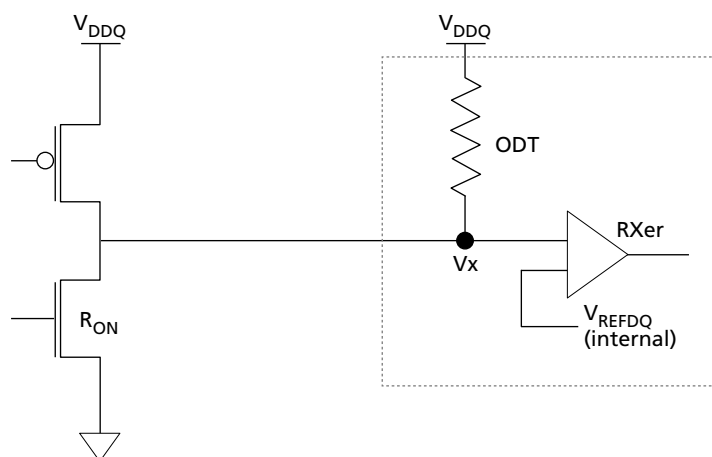 VDDQ
VDDQ
ODT
RXer
Vx
VREFDQ
(internal)
RON